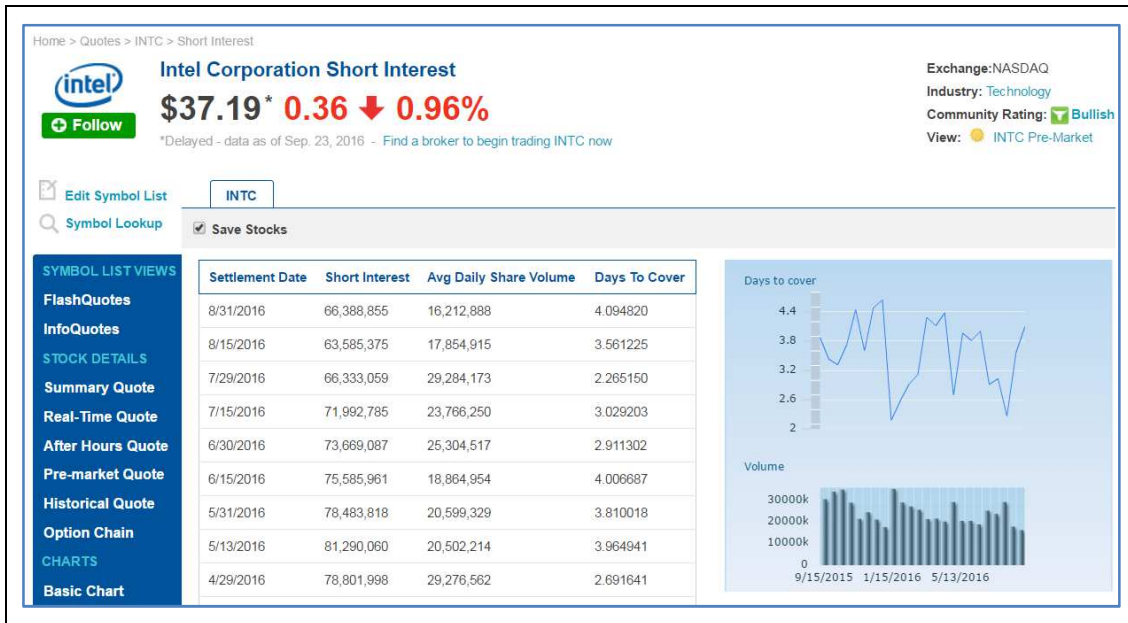 Home > Quotes > INTC > Short Interest
intel
Intel Corporation Short Interest
$37.19* 0.36 0.96%
Follow
*Delayed - data as of Sep. 23, 2016 - Find a broker to begin trading INTC now
Exchange:NASDAQ
Industry: Technology
Community Rating: Bullish
View: INTC Pre-Market
Edit Symbol List
Symbol Lookup
INTC
Save Stocks
SYMBOL LIST VIEWS
FlashQuotes
InfoQuotes
STOCK DETAILS
Summary Quote
Real-Time Quote
After Hours Quote
Pre-market Quote
Historical Quote
Option Chain
CHARTS
Basic Chart
Settlement Date Short Interest Avg Daily Share Volume Days To Cover
8/31/2016 66,388,855 16,212,888 4.094820
8/15/2016 63,585,375 17,854,915 3.561225
7/29/2016 66,333,059 29,284,173 2.265150
7/15/2016 71,992,785 23,766,250 3.029203
6/30/2016 73,669,087 25,304,517 2.911302
6/15/2016 75,585,961 18,864,954 4.006687
5/31/2016 78,483,818 20,599,329 3.810018
5/13/2016 81,290,060 20,502,214 3.964941
4/29/2016 78,801,998 29,276,562 2.691641
Days to cover
4.4
3.8
3.2
2.6
2
Volume
30000k
20000k
10000k
0
9/15/2015 1/15/2016 5/13/2016